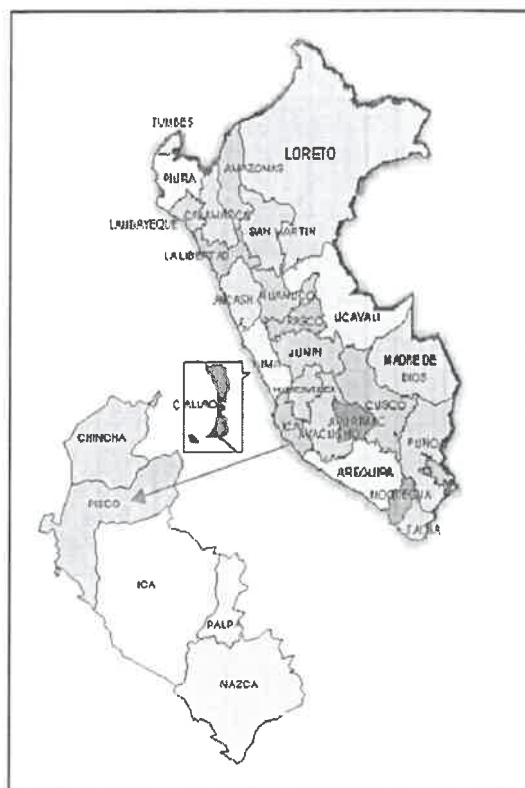 TUMBES
LORETO
AMAZONAS
PIURA
CAJAMARCA
LAMBAYEQUE
SAN MARTIN
LA LIBERTAD
ANCASH
HUANUCO
UCAYALI
PASCO
JUNIN
LIMA
MADRE DE
DIOS
CALLAO
CUSCO
ICA
APURIMAC
AYACUCHO
PUNO
CHINCHA
AREQUIPA
MOQUEGUA
PISCO
TACNA
ICA
PALPA
NAZCA